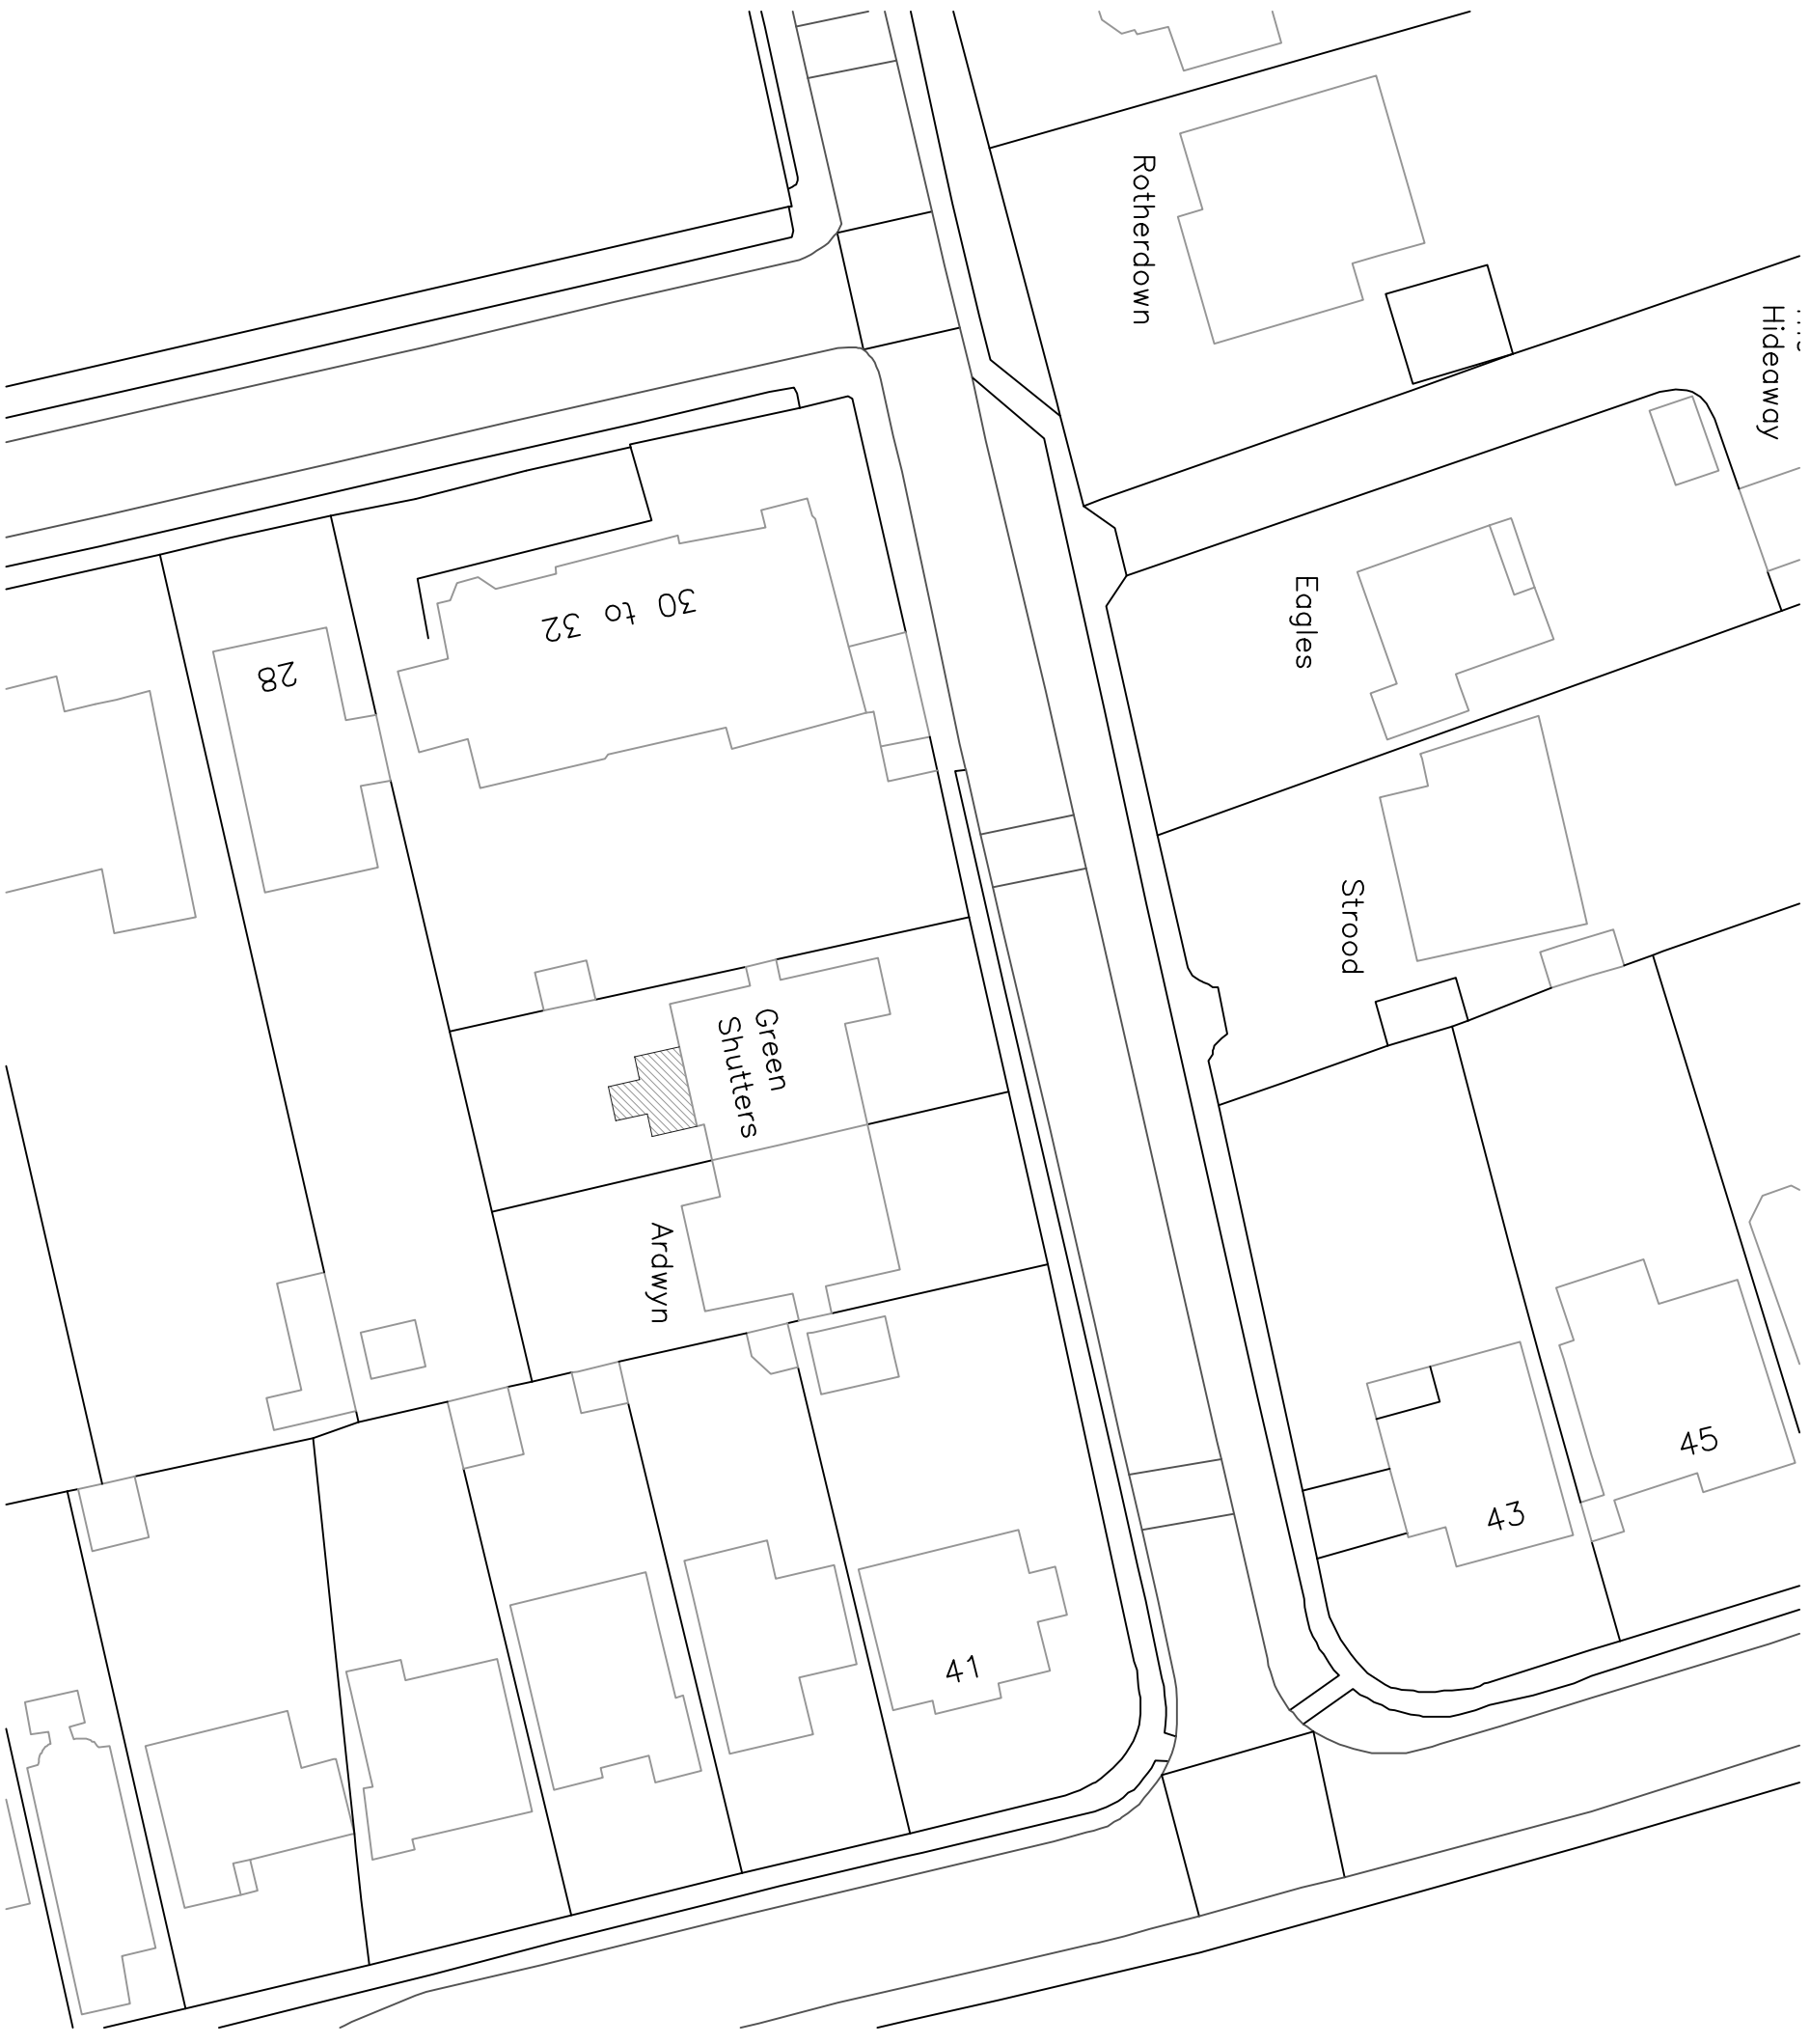 Rotherdown
Hideaway
Eagles
30 to 32
28
Strood
Green
Shutters
Ardwyn
45
43
41